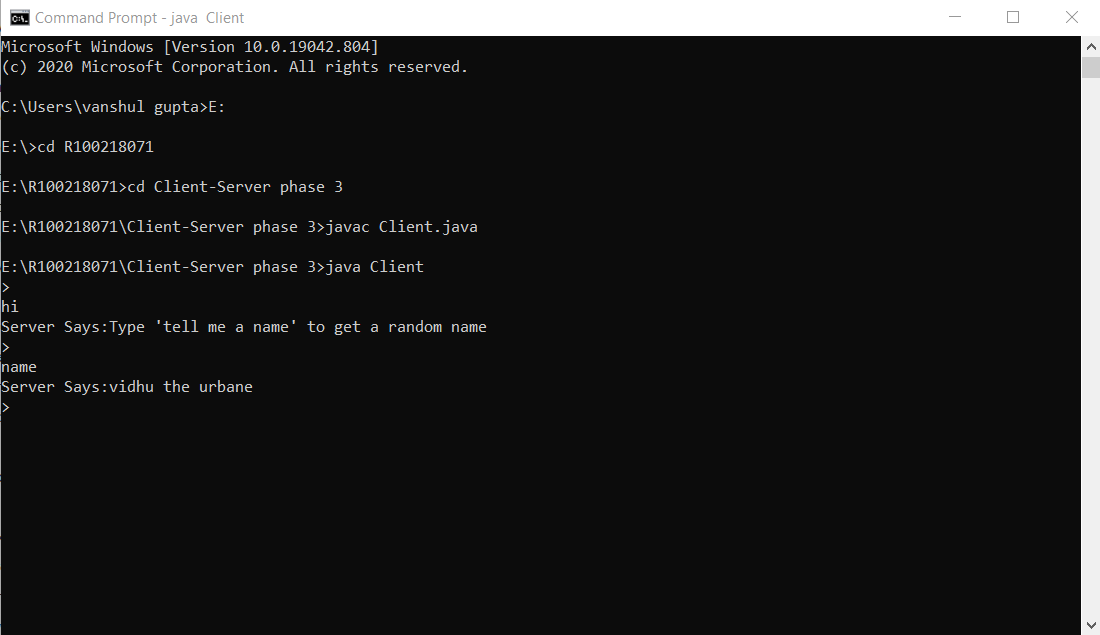 Command Prompt - java  Client
Microsoft Windows [Version 10.0.19042.804]
(c) 2020 Microsoft Corporation. All rights reserved.
C:\Users\vanshul gupta>E:
E:\>cd R100218071
E:\R100218071>cd Client-Server phase 3
E:\R100218071\Client-Server phase 3>javac Client.java
E:\R100218071\Client-Server phase 3>java Client
>
hi
Server Says:Type 'tell me a name' to get a random name
>
name
Server Says:vidhu the urbane
>